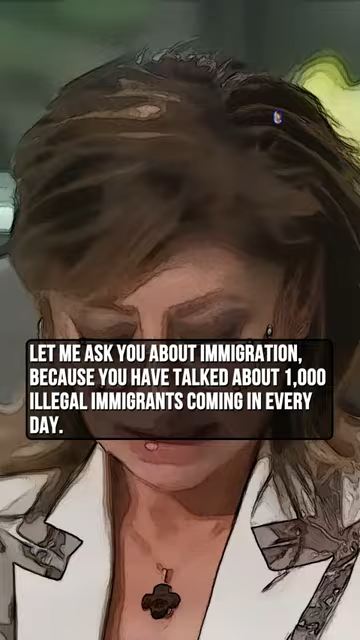 LET ME ASK YOU ABOUT IMMIGRATION,
BECAUSE YOU HAVE TALKED ABOUT 1,000
ILLEGAL IMMIGRANTS COMING IN EVERY
DAY.